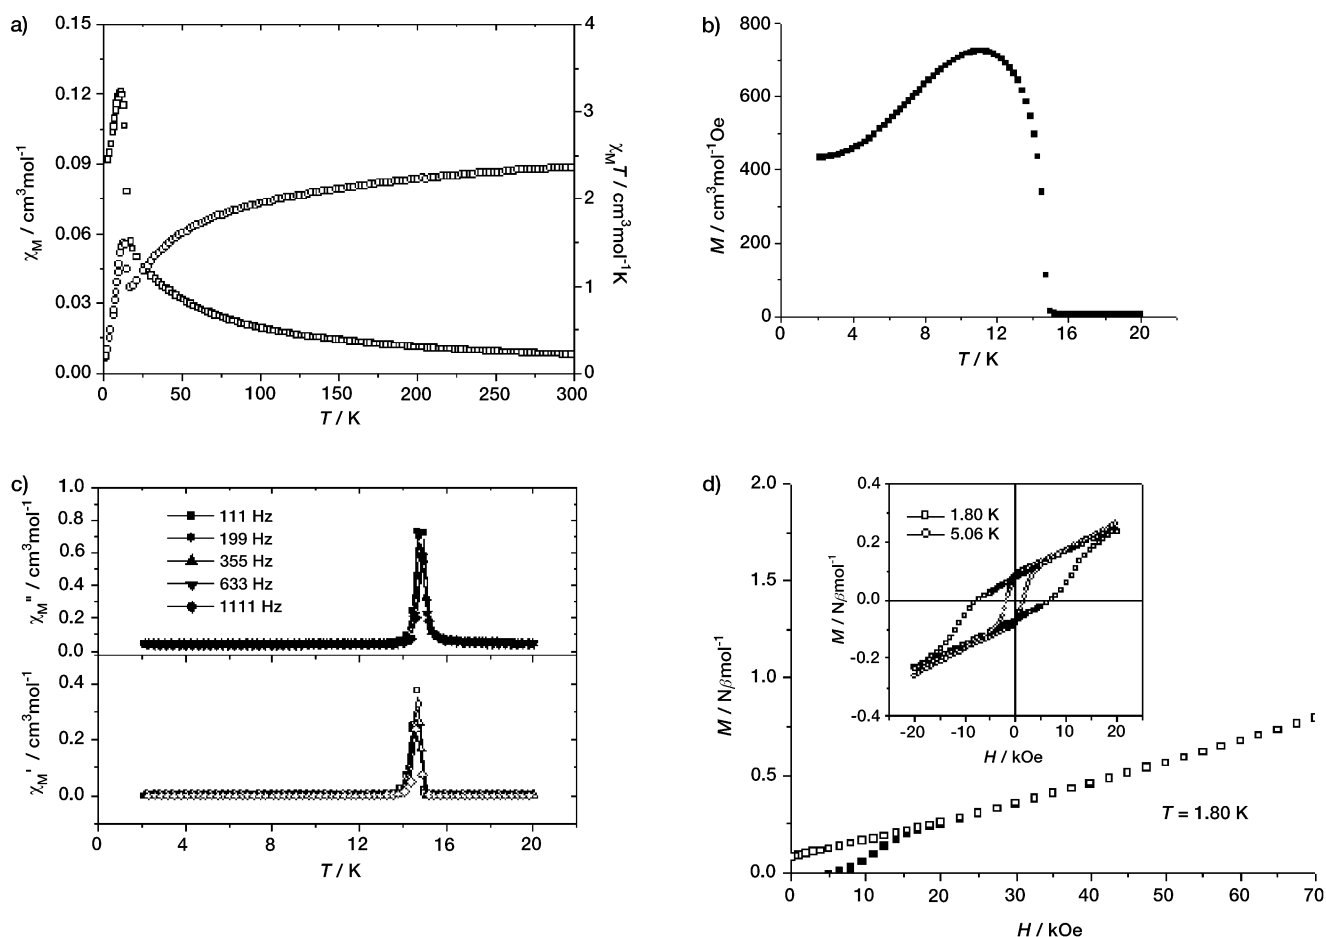 a)
0.15
0.12
0.09
0.06
0.03
0.00
χM / cm3mol-1
4
3
2
1
0
χMT / cm3mol-1K
0 50 100 150 200 250 300
T / K
b)
800
600
400
200
0
M / cm3mol-1Oe
0 4 8 12 16 20
T / K
c)
1.0
0.8
0.6
0.4
0.2
0.0
χM" / cm3mol-1
111 Hz
199 Hz
355 Hz
633 Hz
1111 Hz
0.4
0.2
0.0
χM' / cm3mol-1
0 4 8 12 16 20
T / K
d)
2.0
1.5
1.0
0.5
0.0
M / Nβmol-1
0.4
0.2
0.0
-0.2
-0.4
M / Nβmol-1
1.80 K
5.06 K
-20 -10 0 10 20
H / kOe
T = 1.80 K
0 10 20 30 40 50 60 70
H / kOe